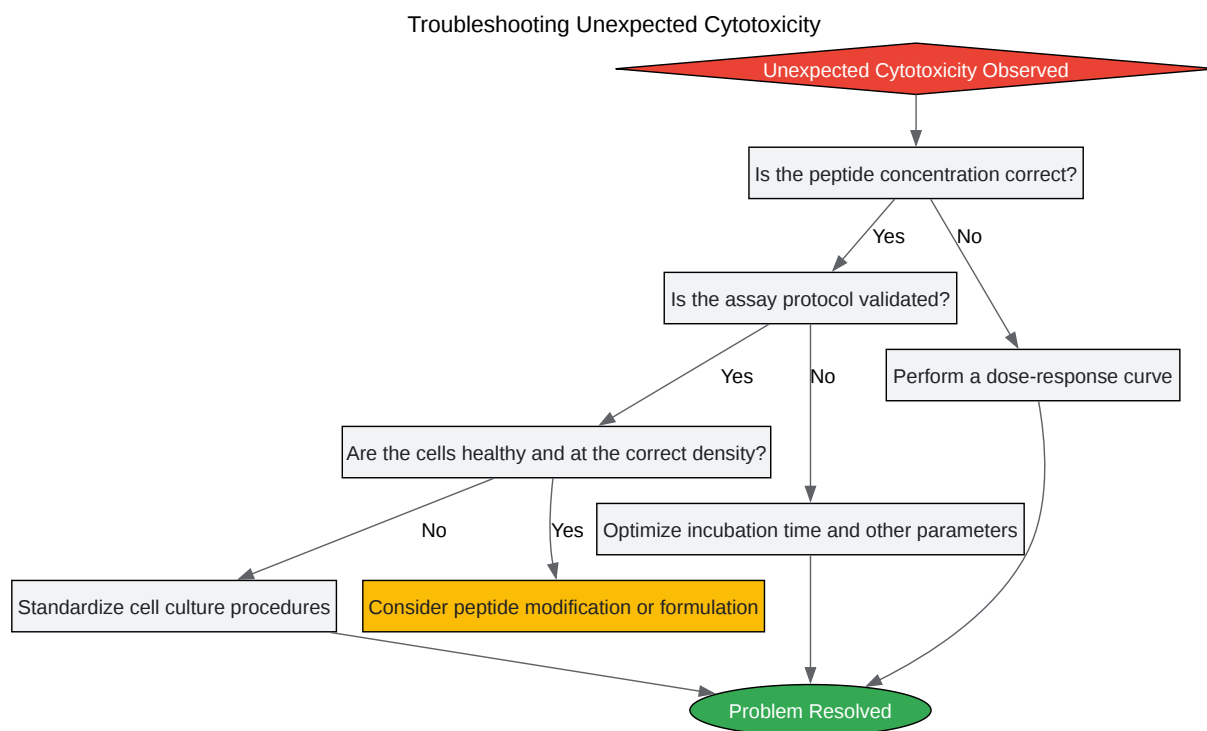 Troubleshooting Unexpected Cytotoxicity
Unexpected Cytotoxicity Observed
Is the peptide concentration correct?
Yes
No
Is the assay protocol validated?
Perform a dose-response curve
Yes
No
Are the cells healthy and at the correct density?
Optimize incubation time and other parameters
No
Yes
Standardize cell culture procedures
Consider peptide modification or formulation
Problem Resolved